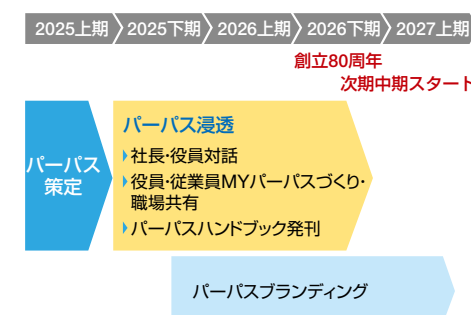 2025上期 2025下期 2026上期 2026下期 2027上期
創立80周年
次期中期スタート
パーパス
策定
パーパス浸透
社長・役員対話
役員・従業員MYパーパスづくり・
職場共有
パーパスハンドブック発刊
パーパスブランディング